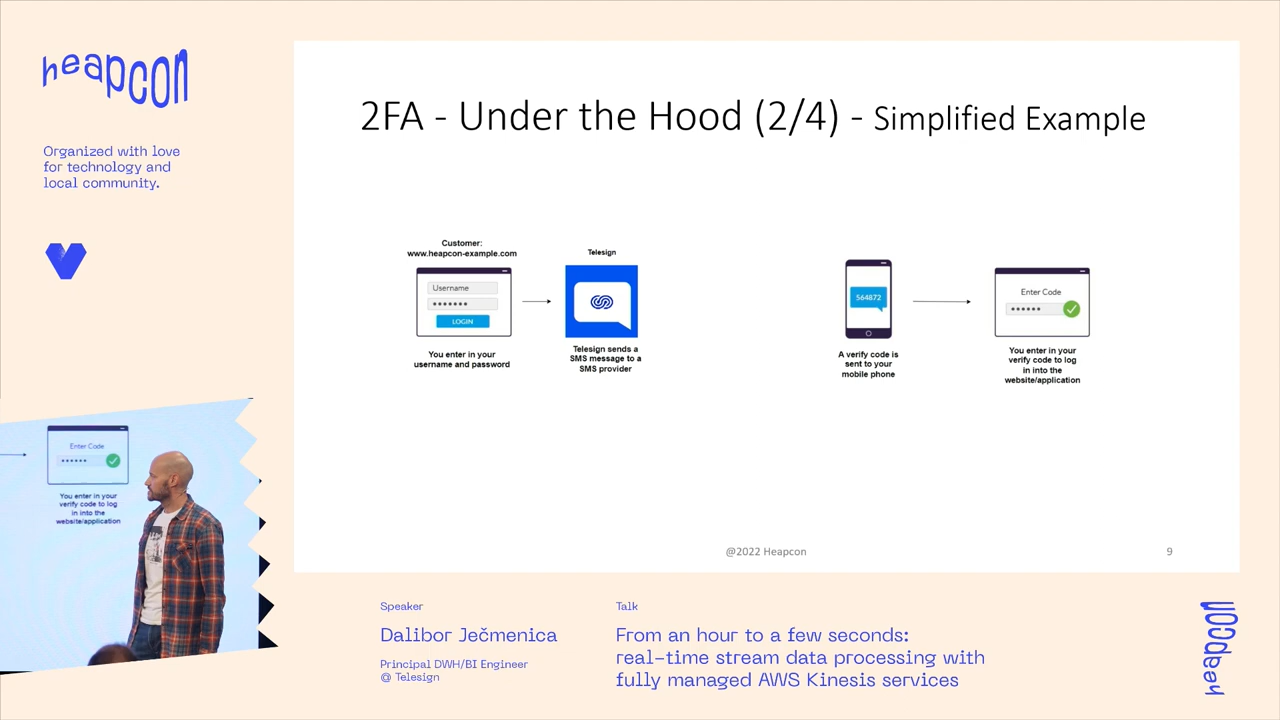 heapcon
Organized with love
for technology and
local community.
2FA - Under the Hood (2/4) - Simplified Example
Customer:
www.heapcon-example.com
Username
LOGIN
You enter in your
username and password
Telesign
Telesign sends a
SMS message to a
SMS provider
564872
A verify code is
sent to your
mobile phone
Enter Code
You enter in your
verify code to log
in into the
website/application
@2022 Heapcon
9
Enter Code
You enter in your
verify code to log
in into the
website/application
Speaker
Dalibor Ječmenica
Principal DWH/BI Engineer
@ Telesign
Talk
From an hour to a few seconds:
real-time stream data processing with
fully managed AWS Kinesis services
heapcon